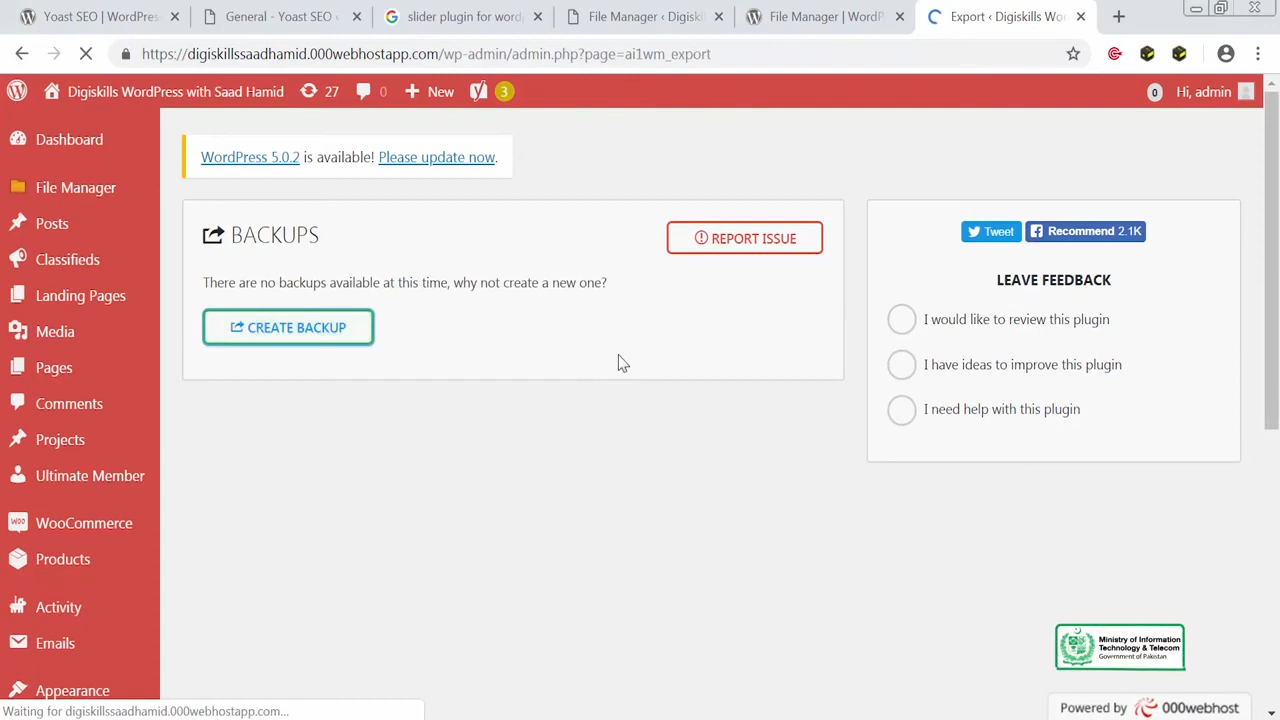 Yoast SEO | WordPres
General - Yoast SEO
slider plugin for word
File Manager ‹ Digiski
File Manager | WordP
Export ‹ Digiskills Wo
https://digiskillssaadhamid.000webhostapp.com/wp-admin/admin.php?page=ai1wm_export
Digiskills WordPress with Saad Hamid
27
0
New
3
0
Hi, admin
Dashboard
File Manager
Posts
Classifieds
Landing Pages
Media
Pages
Comments
Projects
Ultimate Member
WooCommerce
Products
Activity
Emails
Appearance
WordPress 5.0.2 is available! Please update now.
BACKUPS
REPORT ISSUE
There are no backups available at this time, why not create a new one?
CREATE BACKUP
Tweet
Recommend 2.1K
LEAVE FEEDBACK
I would like to review this plugin
I have ideas to improve this plugin
I need help with this plugin
Ministry of Information
Technology & Telecom
Government of Pakistan
Powered by 000webhost
Waiting for digiskillssaadhamid.000webhostapp.com...